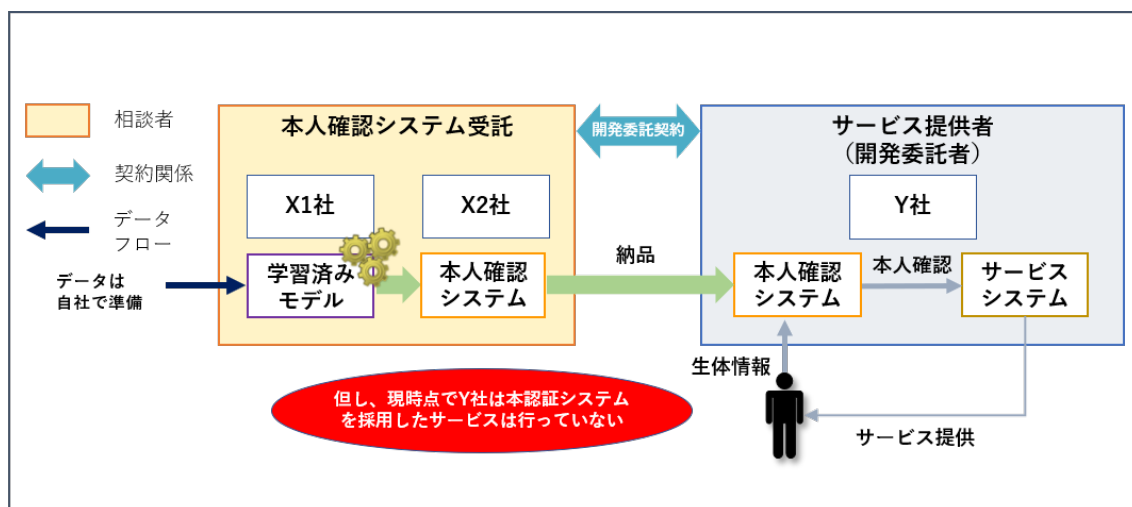 相談者
契約関係
データ
フロー
データは
自社で準備
本人確認システム受託
X1社
X2社
学習済み
モデル
本人確認
システム
開発委託契約
納品
サービス提供者
（開発委託者）
Y社
本人確認
システム
本人確認
サービス
システム
生体情報
サービス提供
但し、現時点でY社は本認証システム
を採用したサービスは行っていない